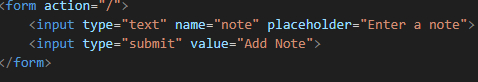 <form action="/">
    <input type="text" name="note" placeholder="Enter a note">
    <input type="submit" value="Add Note">
</form>